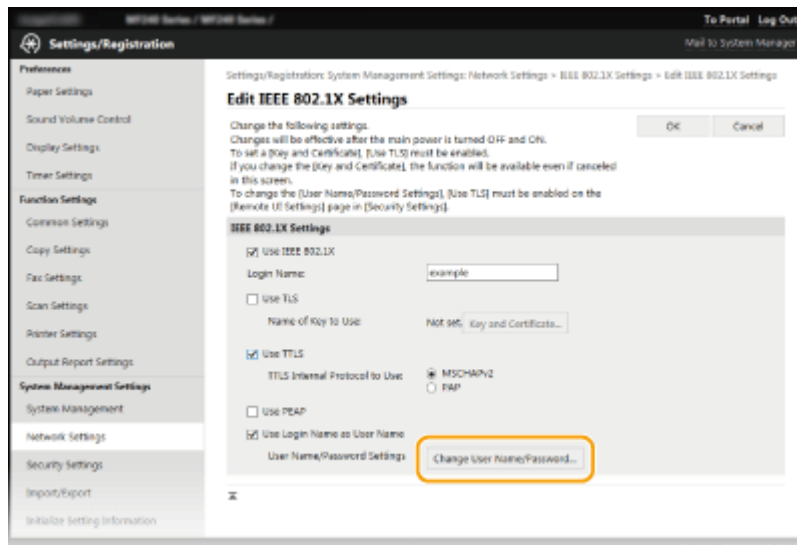 MF240 Series / MF240 Series /
To Portal Log Out
Settings/Registration
Mail to System Manager
Preferences
Paper Settings
Sound Volume Control
Display Settings
Timer Settings
Function Settings
Common Settings
Copy Settings
Fax Settings
Scan Settings
Printer Settings
Output Report Settings
System Management Settings
System Management
Network Settings
Security Settings
Import/Export
Initialize Setting Information
Settings/Registration: System Management Settings: Network Settings > IEEE 802.1X Settings > Edit IEEE 802.1X Settings
Edit IEEE 802.1X Settings
Change the following settings.
Changes will be effective after the main power is turned OFF and ON.
To set a [Key and Certificate], [Use TLS] must be enabled.
If you change the [Key and Certificate], the function will be available even if canceled
in this screen.
To change the [User Name/Password Settings], [Use TLS] must be enabled on the
[Remote UI Settings] page in [Security Settings].
OK
Cancel
IEEE 802.1X Settings
Use IEEE 802.1X
Login Name:
example
Use TLS
Name of Key to Use:
Not set.
Key and Certificate...
Use TTLS
TTLS Internal Protocol to Use:
MSCHAPv2
PAP
Use PEAP
Use Login Name as User Name
User Name/Password Settings
Change User Name/Password...